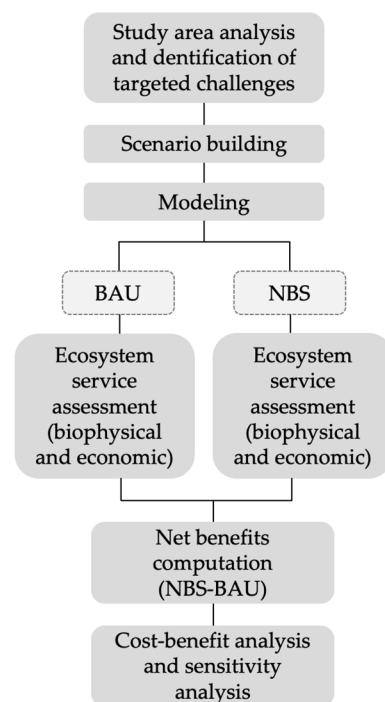 Study area analysis
and dentification of
targeted challenges
Scenario building
Modeling
BAU
NBS
Ecosystem
service
assessment
(biophysical
and economic)
Ecosystem
service
assessment
(biophysical
and economic)
Net benefits
computation
(NBS-BAU)
Cost-benefit analysis
and sensitivity
analysis